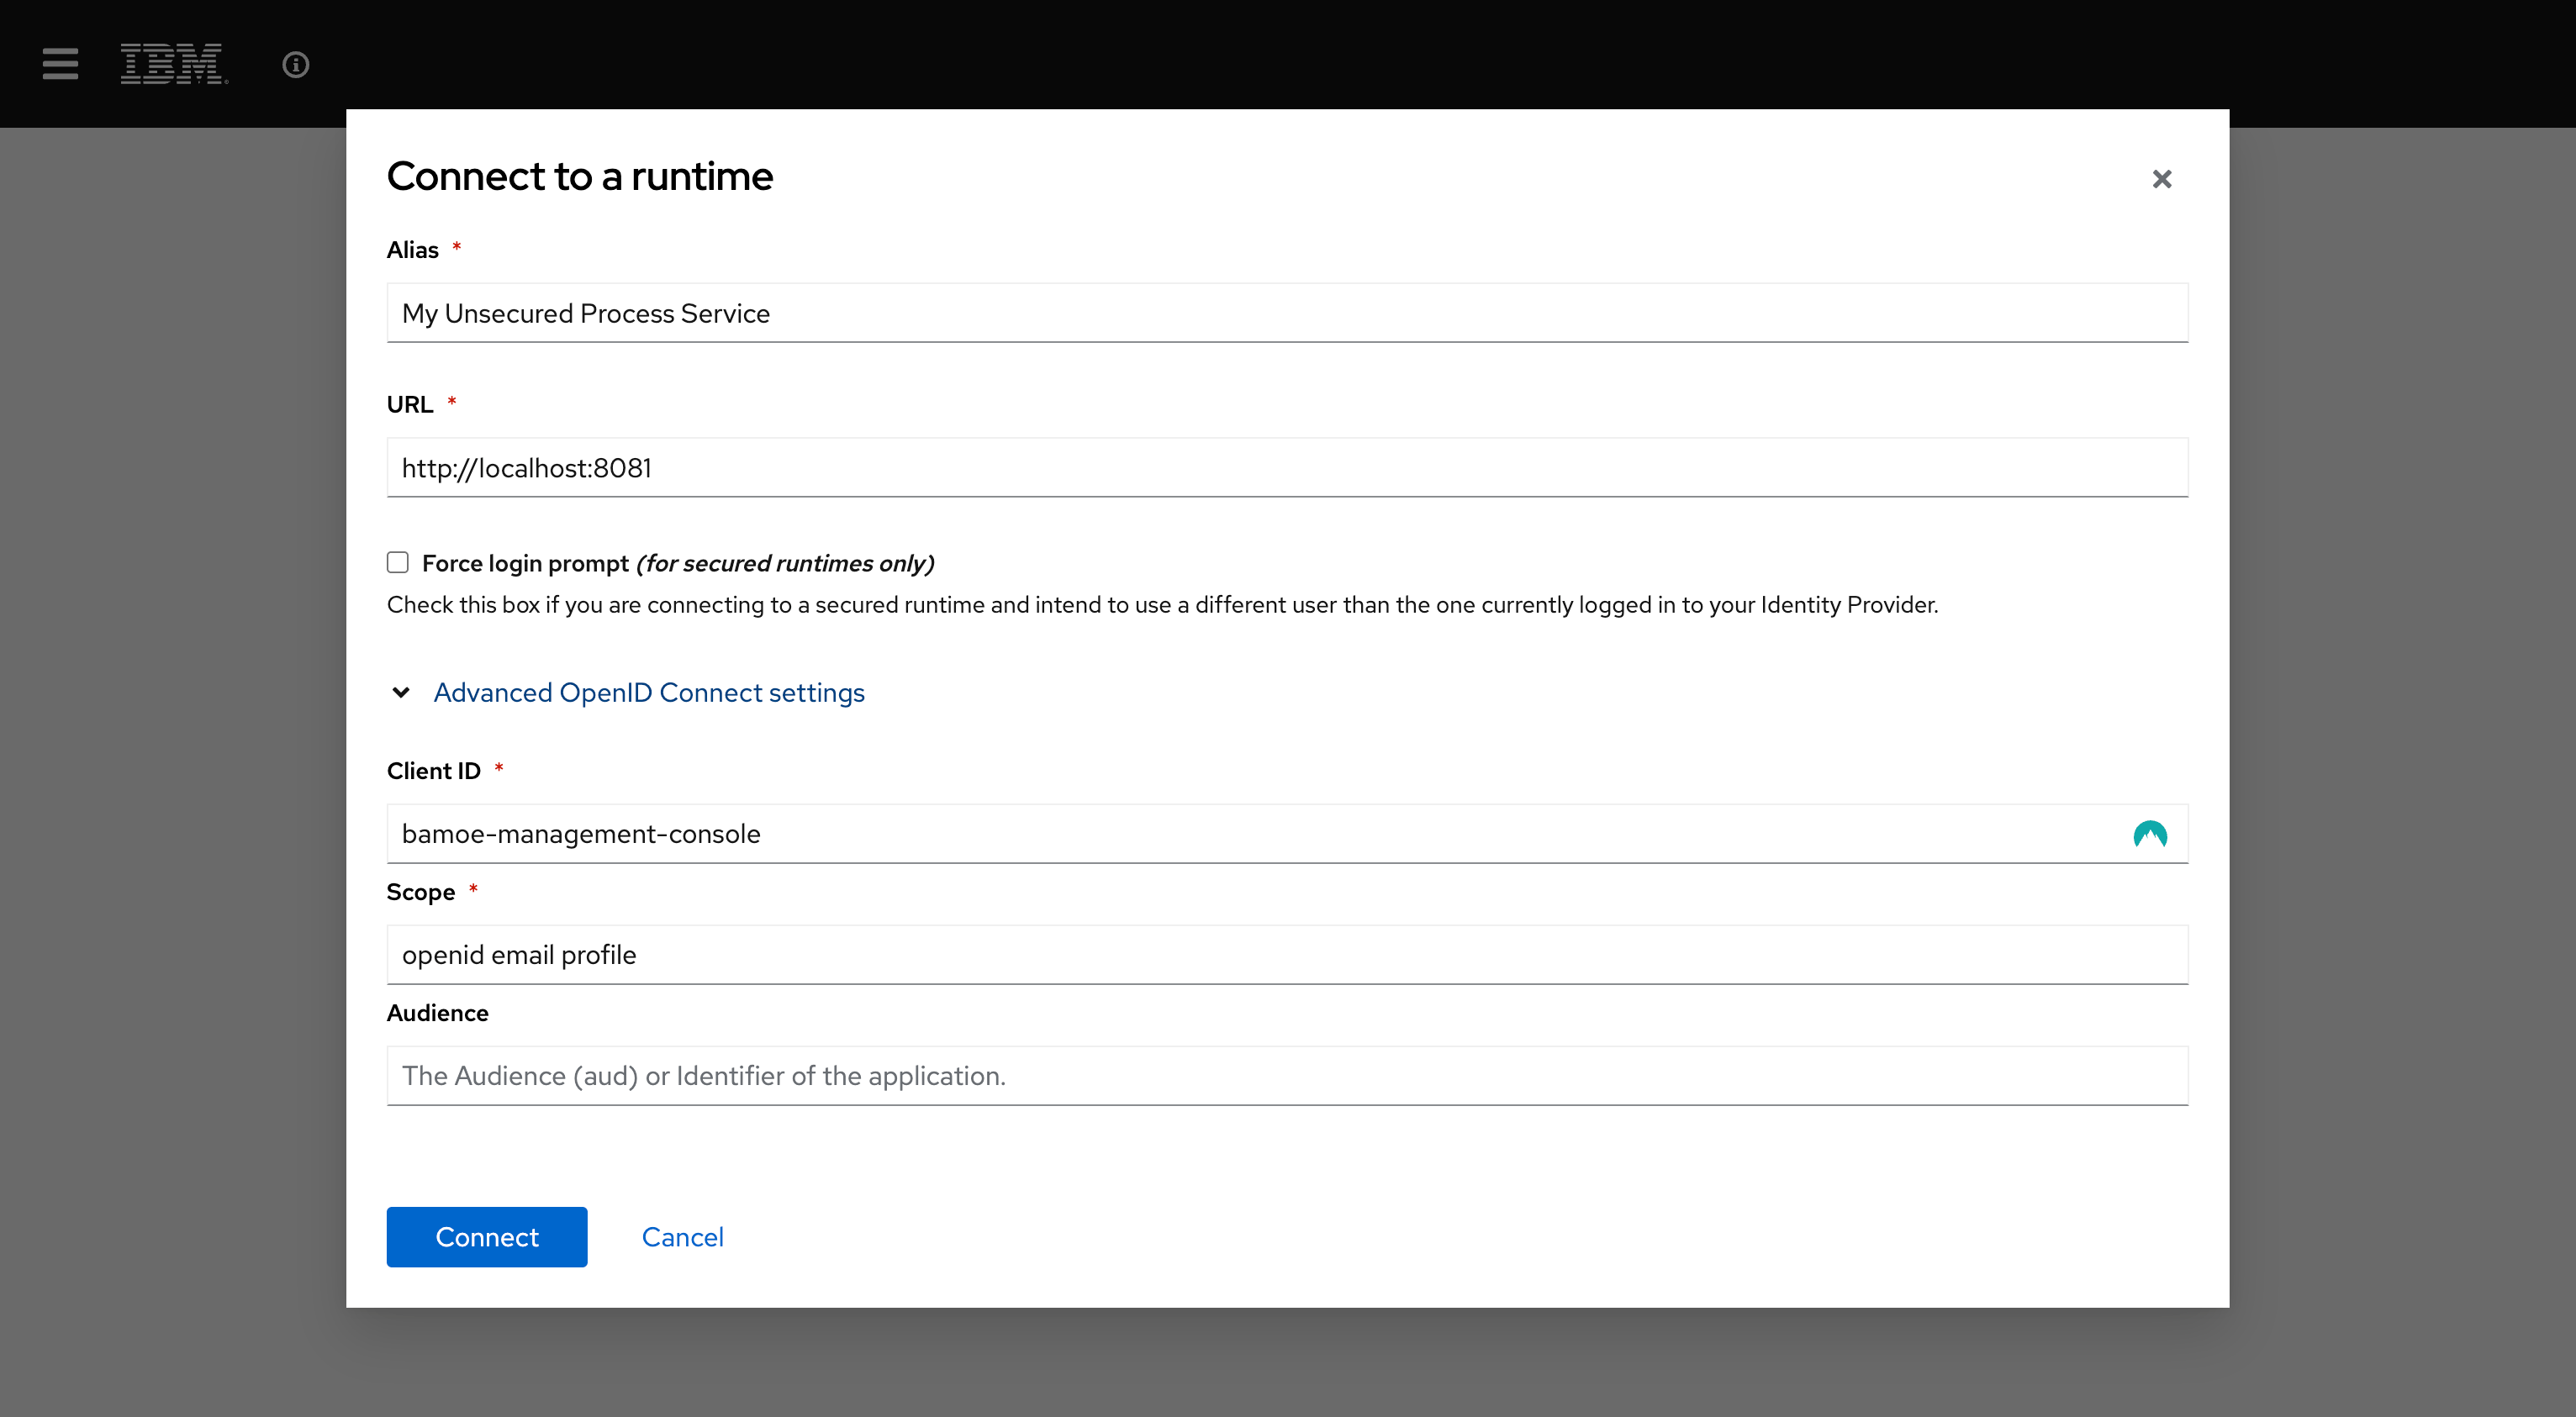 IBM
Connect to a runtime
Alias *
My Unsecured Process Service
URL *
http://localhost:8081
Force login prompt (for secured runtimes only)
Check this box if you are connecting to a secured runtime and intend to use a different user than the one currently logged in to your Identity Provider.
Advanced OpenID Connect settings
Client ID *
bamoe-management-console
Scope *
openid email profile
Audience
The Audience (aud) or Identifier of the application.
Connect Cancel